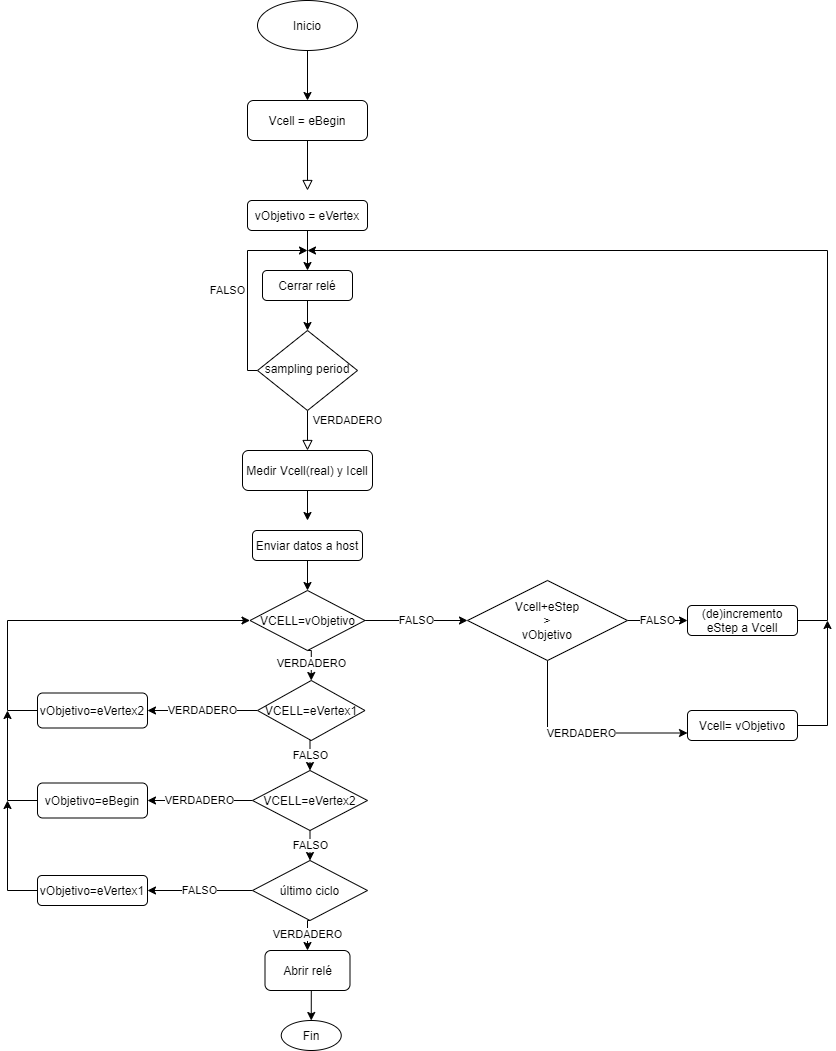 Inicio
Vcell = eBegin
vObjetivo = eVertex
FALSO
Cerrar relé
sampling period
VERDADERO
Medir Vcell(real) y Icell
Enviar datos a host
VCELL=vObjetivo
FALSO
Vcell+eStep
>
vObjetivo
FALSO
(de)incremento
eStep a Vcell
VERDADERO
vObjetivo=eVertex2
VERDADERO
VCELL=eVertex1
VERDADERO
Vcell= vObjetivo
FALSO
vObjetivo=eBegin
VERDADERO
VCELL=eVertex2
FALSO
vObjetivo=eVertex1
FALSO
último ciclo
VERDADERO
Abrir relé
Fin